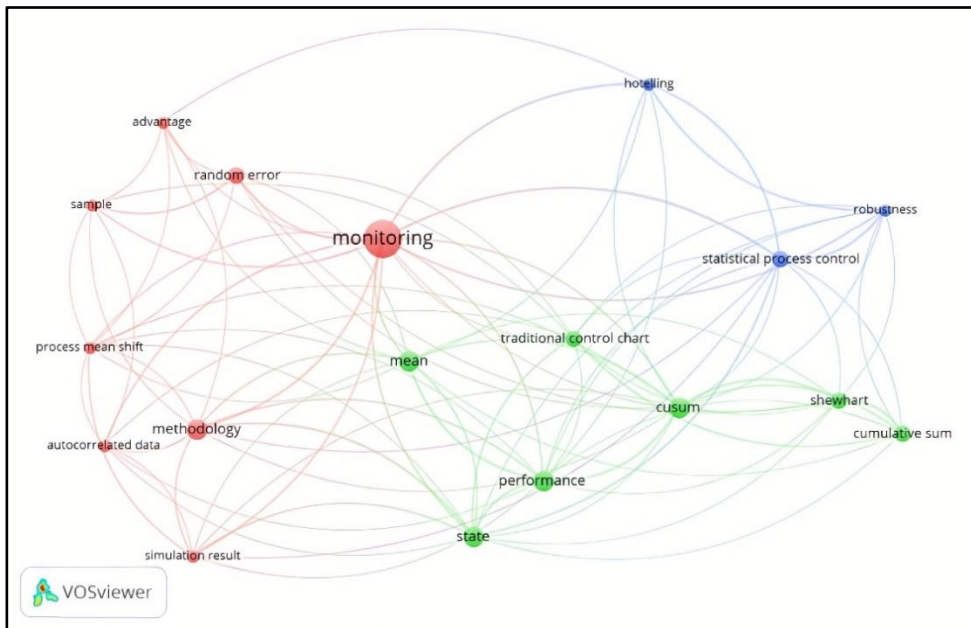 hotelling
advantage
random error
sample
robustness
monitoring
statistical process control
traditional control chart
process mean shift
mean
shewhart
cusum
methodology
cumulative sum
autocorrelated data
performance
state
simulation result
VOSviewer